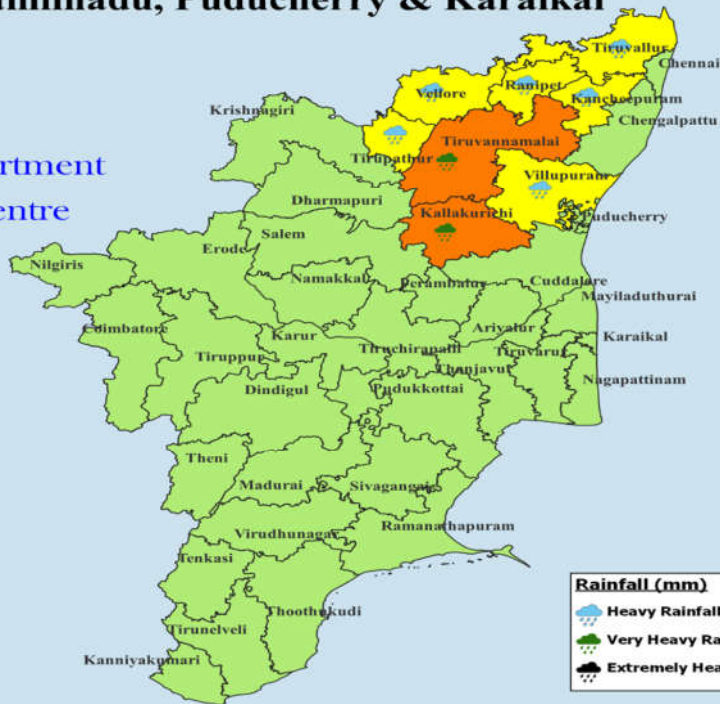 Puducherry & Karaikal
Tiruvallur
Chennai
Ranipet
Vellore
Kancheepuram
Krishnagiri
Chengalpattu
Tiruvannamalai
Tirupathur
rtment
Villupuram
Dharmapuri
entre
Kallakurichi
Puducherry
Salem
Erode
Nilgiris
Namakkal
Perambalur
Cuddalore
Mayiladuthurai
Coimbatore
Karur
Ariyalur
Karaikal
Tiruchirapalli
Tiruvarur
Tiruppur
Thanjavur
Nagapattinam
Dindigul
Pudukkottai
Theni
Madurai
Sivagangai
Virudhunagar
Ramanathapuram
Tenkasi
Rainfall (mm)
Heavy Rainfall
Thoothukudi
Tirunelveli
Very Heavy Ra
Kanniyakumari
Extremely Hea